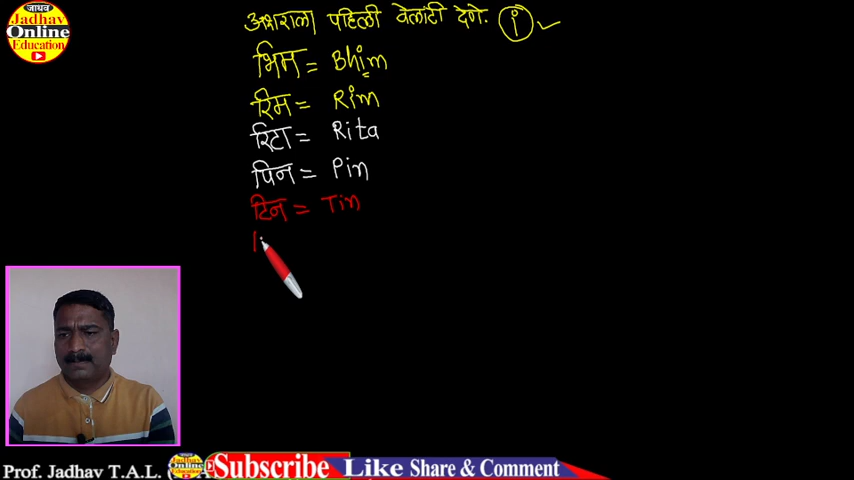 जाधव
Jadhav
Online
Education
अक्षराला पहिली वेलांटी देणे. i
भिम = Bhim
रिम = Rim
रिटा = Rita
पिन = Pin
टिन = Tin
Prof. Jadhav T.A.L.
Subscribe Like Share & Comment